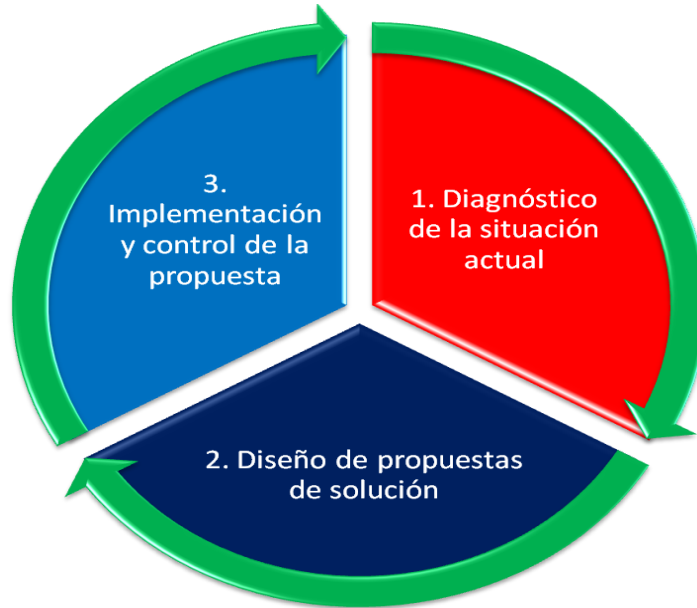 1. Diagnóstico
de la situación
actual
2. Diseño de propuestas
de solución
3.
Implementación
y control de la
propuesta